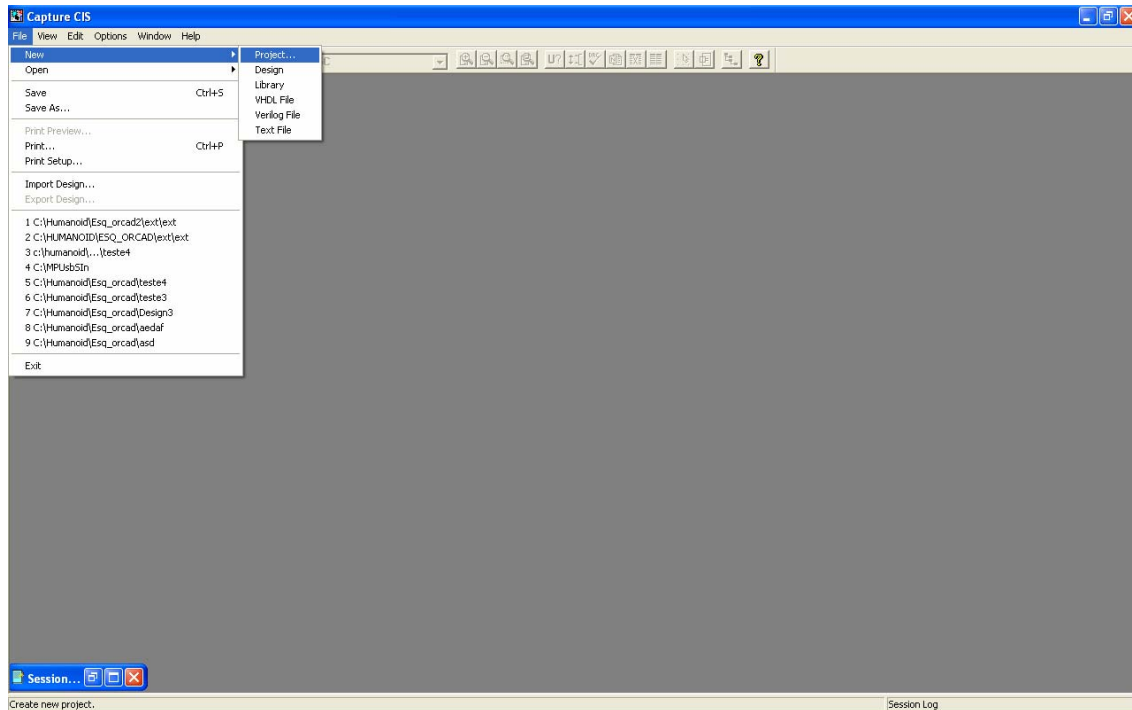 Capture CIS
File View Edit Options Window Help
New
Open
Save Ctrl+S
Save As...
Print Preview...
Print... Ctrl+P
Print Setup...
Import Design...
Export Design...
1 C:\Humanoid\Esq_orcad2\ext\ext
2 C:\HUMANOID\ESQ_ORCAD\ext\ext
3 c:\humanoid\...\teste4
4 C:\MPUsbSIn
5 C:\Humanoid\Esq_orcad\teste4
6 C:\Humanoid\Esq_orcad\teste3
7 C:\Humanoid\Esq_orcad\Design3
8 C:\Humanoid\Esq_orcad\aedaf
9 C:\Humanoid\Esq_orcad\asd
Exit
Project...
Design
Library
VHDL File
Verilog File
Text File
U?
?
Session...
Create new project. Session Log